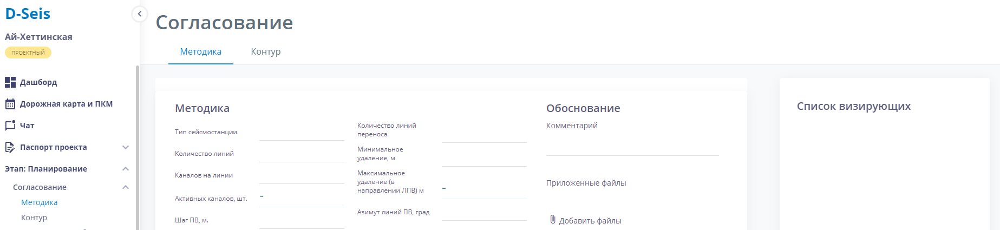 D-Seis
Ай-Хеттинская
ПРОЕКТНЫЙ
Дашборд
Дорожная карта и ПКМ
Чат
Паспорт проекта
Этап: Планирование
Согласование
Методика
Контур
Согласование
Методика
Контур
Методика
Тип сейсмостанции
Количество линий
Каналов на линии
Активных каналов, шт.
–
Шаг ПВ, м.
Количество линий
переноса
Минимальное
удаление, м
Максимальное
удаление (в
направлении ЛПВ) м
–
Азимут линий ПВ, град
Обоснование
Комментарий
Приложенные файлы
Добавить файлы
Список визирующих